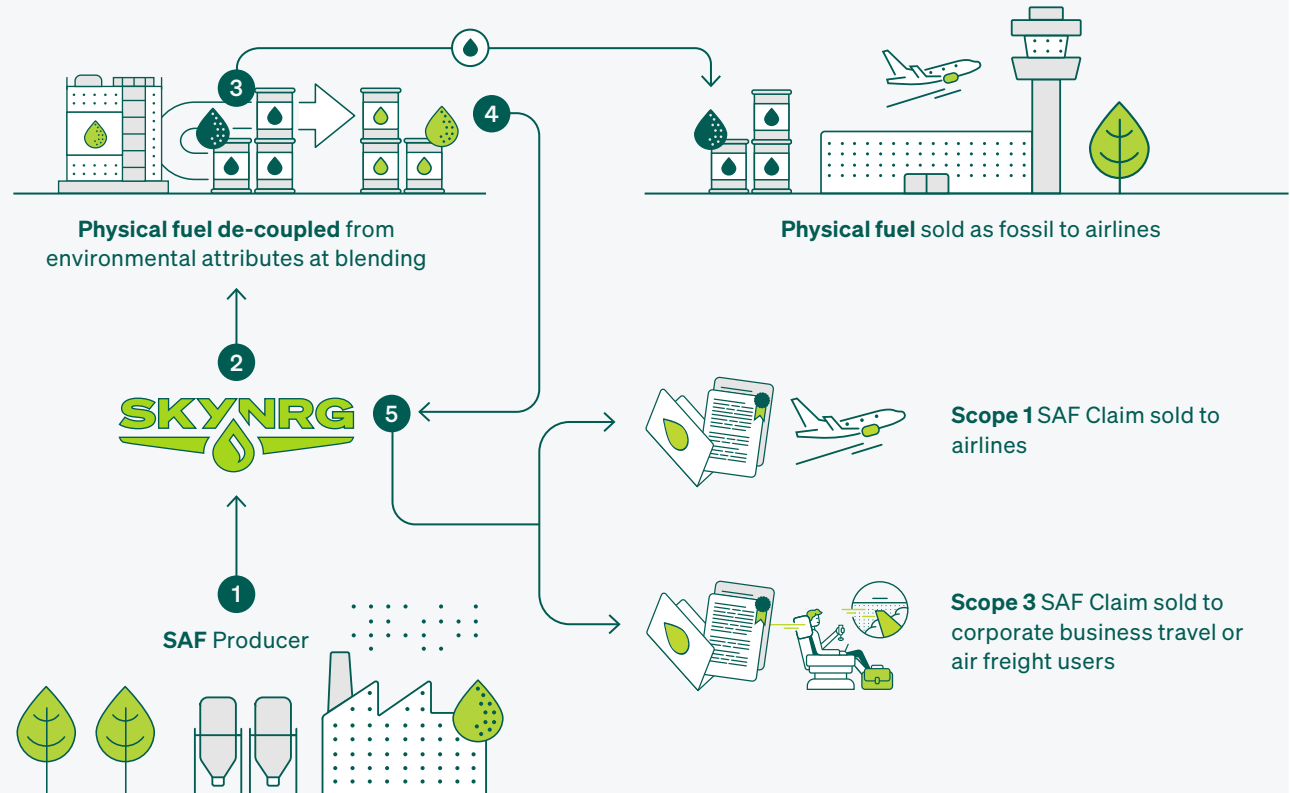 3
4
Physical fuel de-coupled from
environmental attributes at blending
Physical fuel sold as fossil to airlines
2
SKYNRG
5
Scope 1 SAF Claim sold to
airlines
1
SAF Producer
Scope 3 SAF Claim sold to
corporate business travel or
air freight users